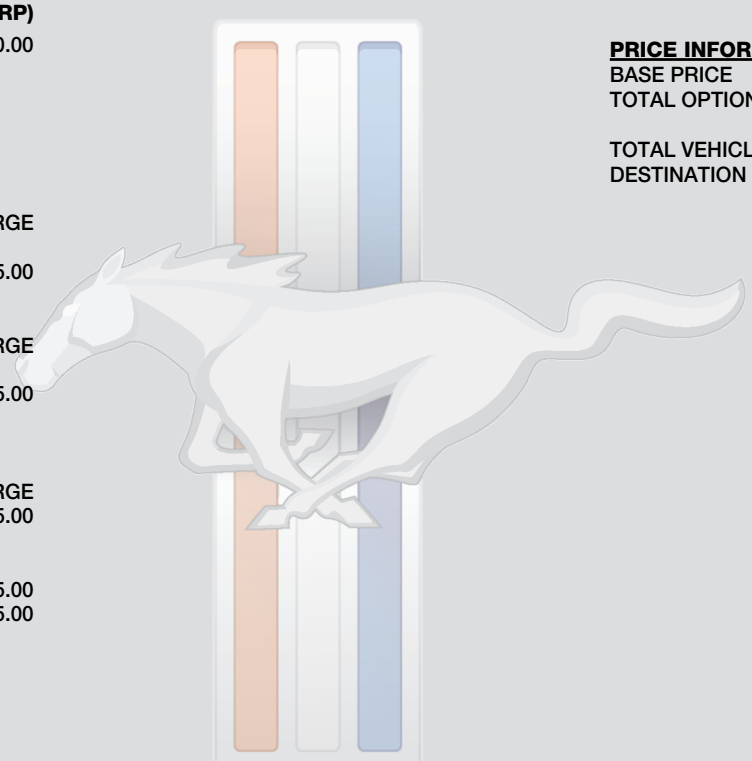 RP)
0.00
RGE
5.00
RGE
5.00
RGE
5.00
5.00
5.00
PRICE INFOR
BASE PRICE
TOTAL OPTION
TOTAL VEHICL
DESTINATION